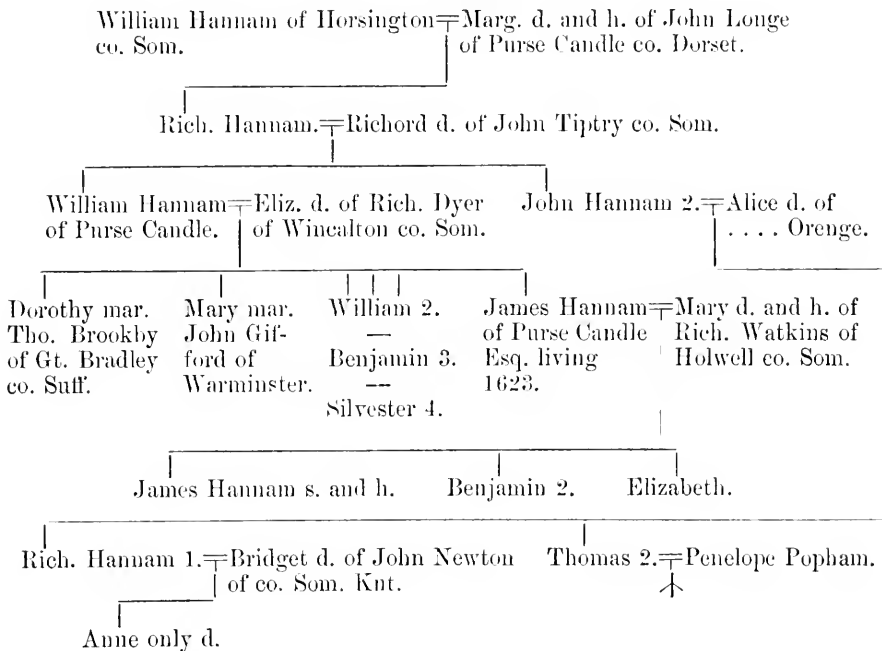 William Hannam of Horsington=Marg. d. and h. of John Longe
co. Som.
of Purse Candle co. Dorset.
Rich. Hannam.=Richord d. of John Tiptry co. Som.
William Hannam=Eliz. d. of Rich. Dyer
of Purse Candle.
of Wincalton co. Som.
John Hannam 2.=Alice d. of
. . . . Orenge.
Dorothy mar.
Tho. Brookby
of Gt. Bradley
co. Suff.
Mary mar.
John Gif-
ford of
Warminster.
William 2.
—
Benjamin 3.
—
Silvester 4.
James Hannam=Mary d. and h. of
of Purse Candle
Esq. living
1623.
Rich. Watkins of
Holwell co. Som.
James Hannam s. and h.
Benjamin 2.
Elizabeth.
Rich. Hannam 1.=Bridget d. of John Newton
of co. Som. Knt.
Thomas 2.=Penelope Popham.
Anne only d.